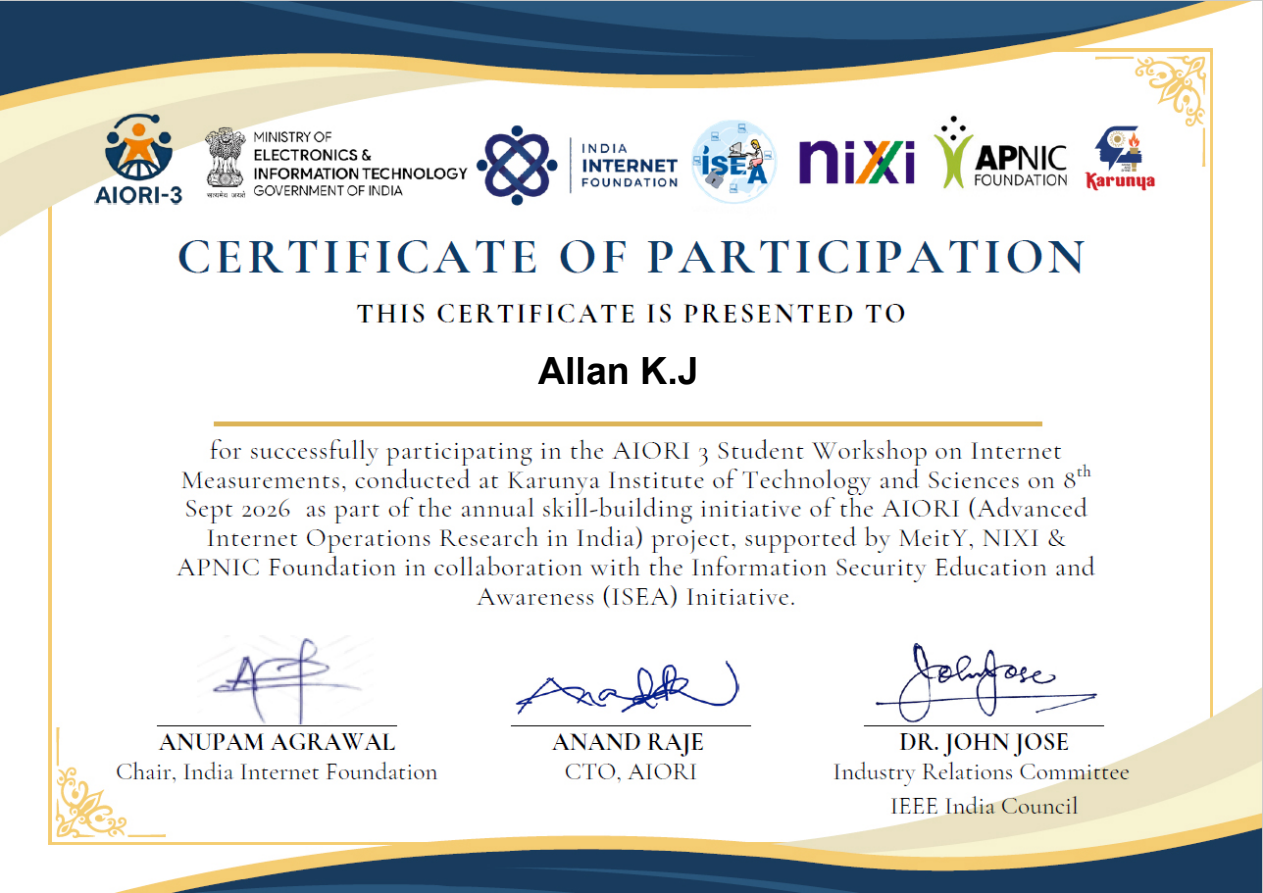 AIORI-3
सत्यमेव जयते
MINISTRY OF
ELECTRONICS &
INFORMATION TECHNOLOGY
GOVERNMENT OF INDIA
INDIA
INTERNET
FOUNDATION
iSEA
nixi
APNIC
FOUNDATION
Karunya
CERTIFICATE OF PARTICIPATION
THIS CERTIFICATE IS PRESENTED TO
Allan K.J
for successfully participating in the AIORI 3 Student Workshop on Internet
Measurements, conducted at Karunya Institute of Technology and Sciences on 8th
Sept 2026 as part of the annual skill-building initiative of the AIORI (Advanced
Internet Operations Research in India) project, supported by MeitY, NIXI &
APNIC Foundation in collaboration with the Information Security Education and
Awareness (ISEA) Initiative.
John Jose
ANUPAM AGRAWAL
Chair, India Internet Foundation
ANAND RAJE
CTO, AIORI
DR. JOHN JOSE
Industry Relations Committee
IEEE India Council